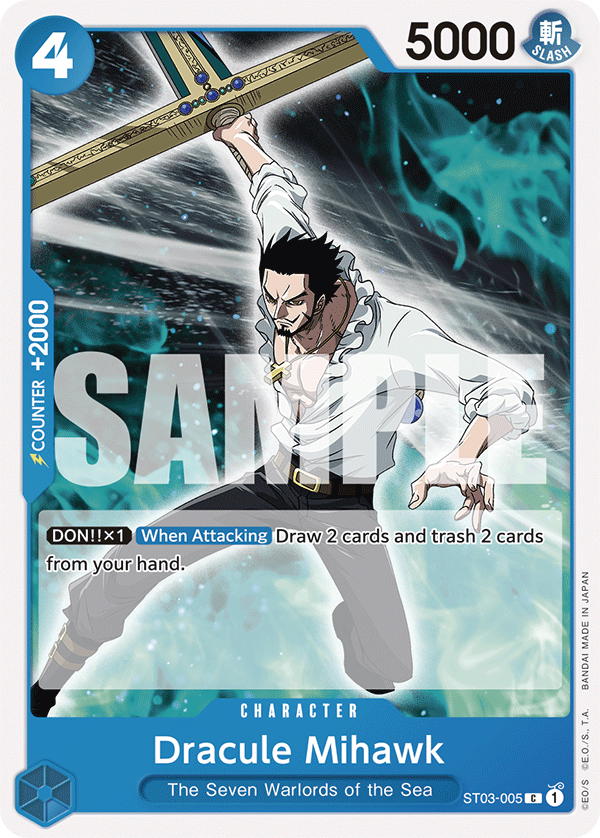 4
5000
斬
SLASH
COUNTER +2000
SAMPLE
DON!!×1 When Attacking Draw 2 cards and trash 2 cards
from your hand.
CHARACTER
Dracule Mihawk
The Seven Warlords of the Sea
ST03-005 C 1
©E.O/S ©E.O./S., T.A. BANDAI MADE IN JAPAN